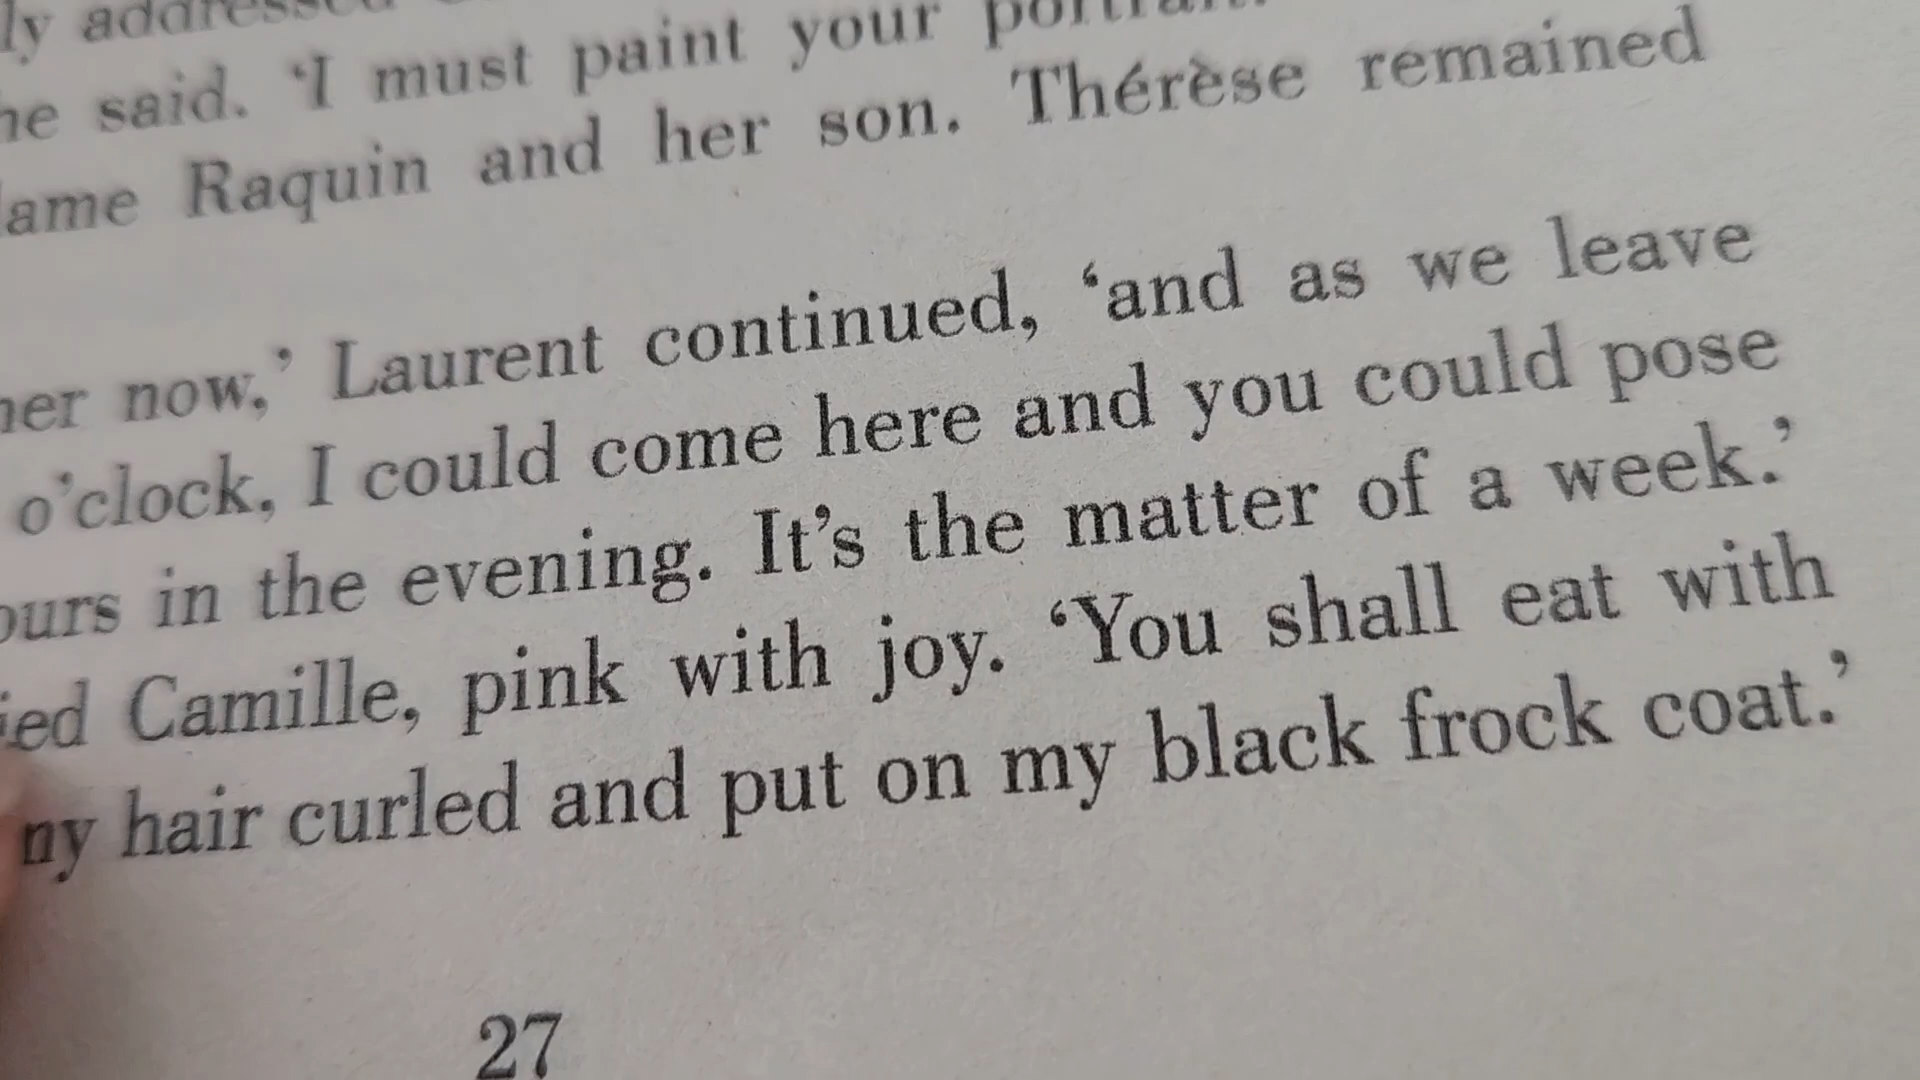 ly addressed
he said. ‘I must paint your portrait.
ame Raquin and her son. Thérèse remained
her now,’ Laurent continued, ‘and as we leave
o’clock, I could come here and you could pose
ours in the evening. It’s the matter of a week.’
ied Camille, pink with joy. ‘You shall eat with
my hair curled and put on my black frock coat.’
27